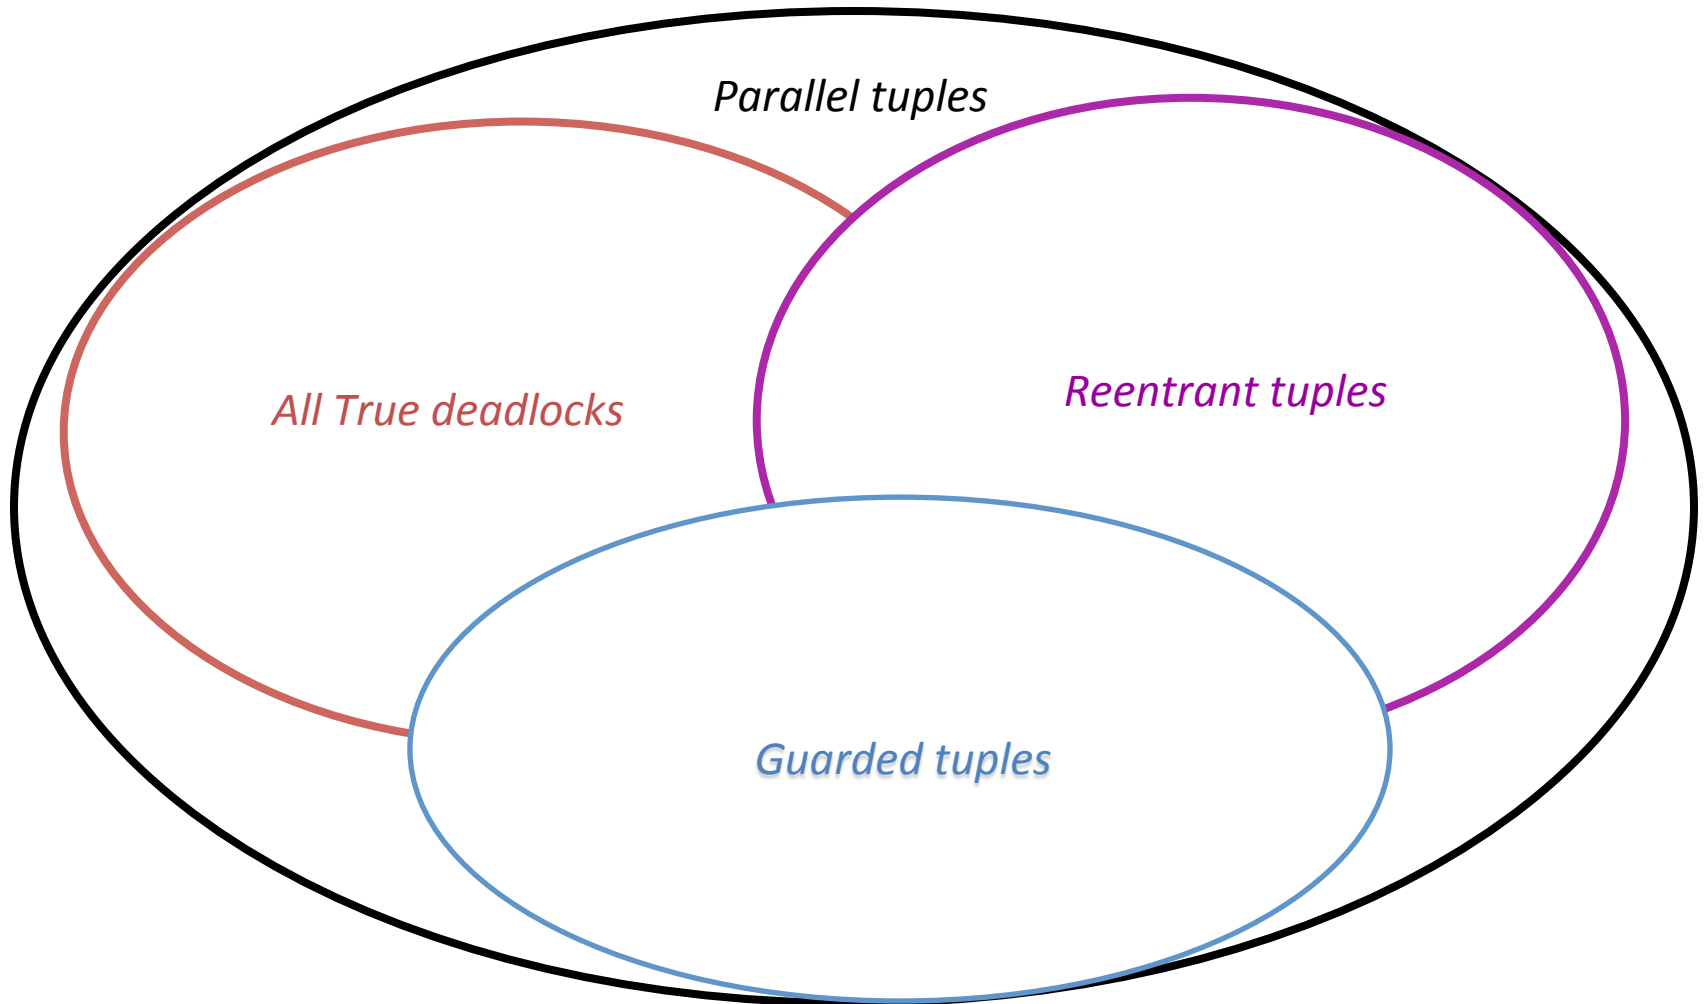 Parallel tuples
Reentrant tuples
All True deadlocks
Guarded tuples